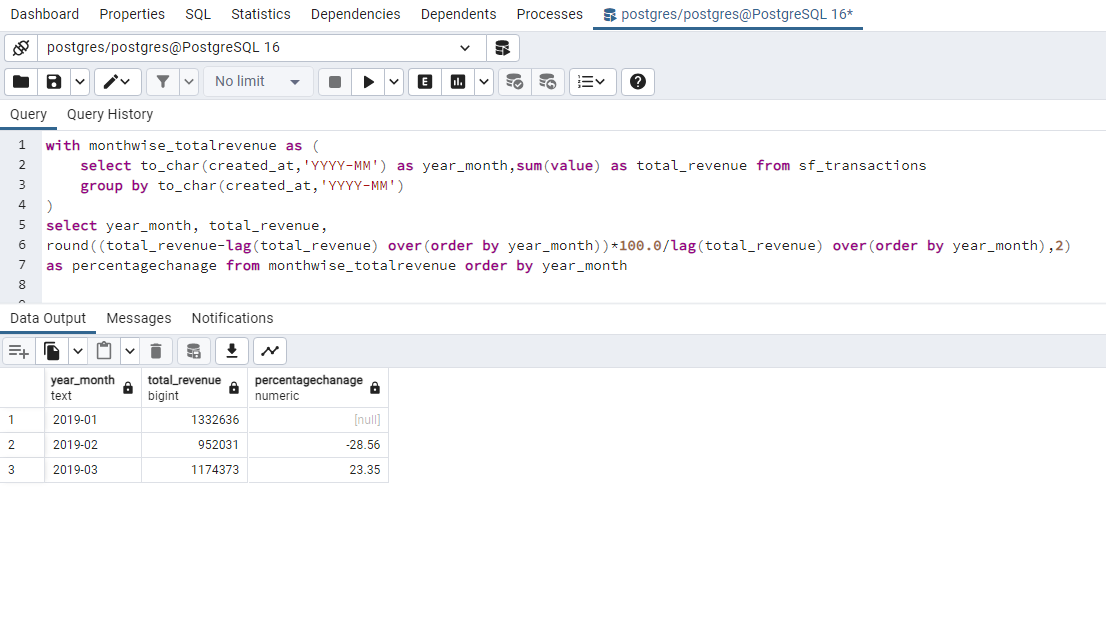 Dashboard Properties SQL Statistics Dependencies Dependents Processes postgres/postgres@PostgreSQL 16*
postgres/postgres@PostgreSQL 16
No limit E
Query Query History
1 with monthwise_totalrevenue as (
2 select to_char(created_at,'YYYY-MM') as year_month,sum(value) as total_revenue from sf_transactions
3 group by to_char(created_at,'YYYY-MM')
4 )
5 select year_month, total_revenue,
6 round((total_revenue-lag(total_revenue) over(order by year_month))*100.0/lag(total_revenue) over(order by year_month),2)
7 as percentagechanage from monthwise_totalrevenue order by year_month
8
Data Output Messages Notifications
year_month total_revenue percentagechanage
text bigint numeric
1 2019-01 1332636 [null]
2 2019-02 952031 -28.56
3 2019-03 1174373 23.35